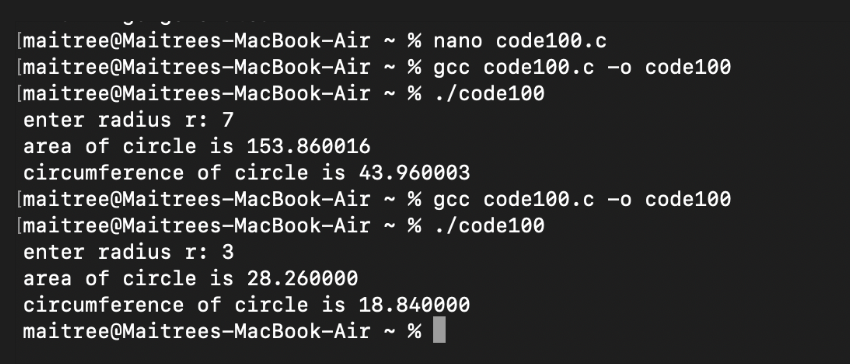 [maitree@Maitrees-MacBook-Air ~ % nano code100.c
[maitree@Maitrees-MacBook-Air ~ % gcc code100.c -o code100
[maitree@Maitrees-MacBook-Air ~ % ./code100
enter radius r: 7
area of circle is 153.860016
circumference of circle is 43.960003
[maitree@Maitrees-MacBook-Air ~ % gcc code100.c -o code100
[maitree@Maitrees-MacBook-Air ~ % ./code100
enter radius r: 3
area of circle is 28.260000
circumference of circle is 18.840000
maitree@Maitrees-MacBook-Air ~ %